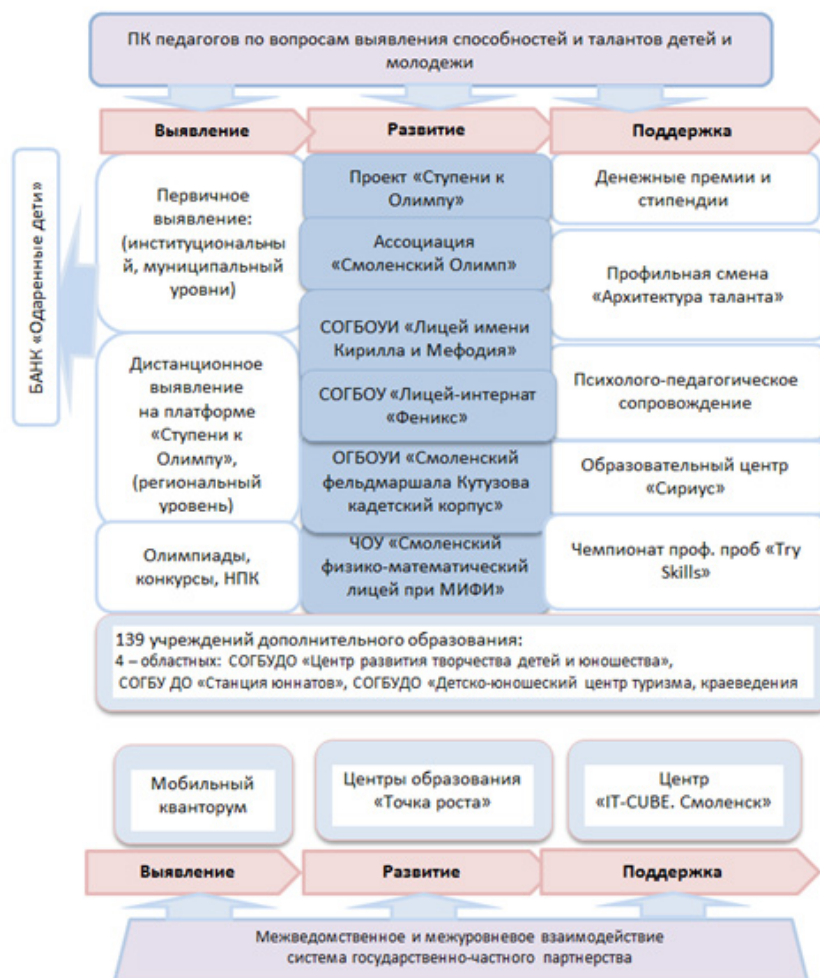 ПК педагогов по вопросам выявления способностей и талантов детей и
молодежи
Выявление
Развитие
Поддержка
БАНК «Одаренные дети»
Первичное
выявление:
(институциональны
й, муниципальный
уровни)
Дистанционное
выявление
на платформе
«Ступени к
Олимпу»,
(региональный
уровень)
Олимпиады,
конкурсы, НПК
Проект «Ступени к
Олимпу»
Ассоциация
«Смоленский Олимп»
СОГБОУИ «Лицей имени
Кирилла и Мефодия»
СОГБОУ «Лицей-интернат
«Феникс»
ОГБОУИ «Смоленский
фельдмаршала Кутузова
кадетский корпус»
ЧОУ «Смоленский
физико-математический
лицей при МИФИ»
Денежные премии и
стипендии
Профильная смена
«Архитектура таланта»
Психолого-педагогическое
сопровождение
Образовательный центр
«Сириус»
Чемпионат проф. проб «Try
Skills»
139 учреждений дополнительного образования:
4 – областных: СОГБУДО «Центр развития творчества детей и юношества»,
СОГБУ ДО «Станция юннатов», СОГБУДО «Детско-юношеский центр туризма, краеведения
Мобильный
кванторум
Центры образования
«Точка роста»
Центр
«IT-CUBE. Смоленск»
Выявление
Развитие
Поддержка
Межведомственное и межуровневое взаимодействие
система государственно-частного партнерства